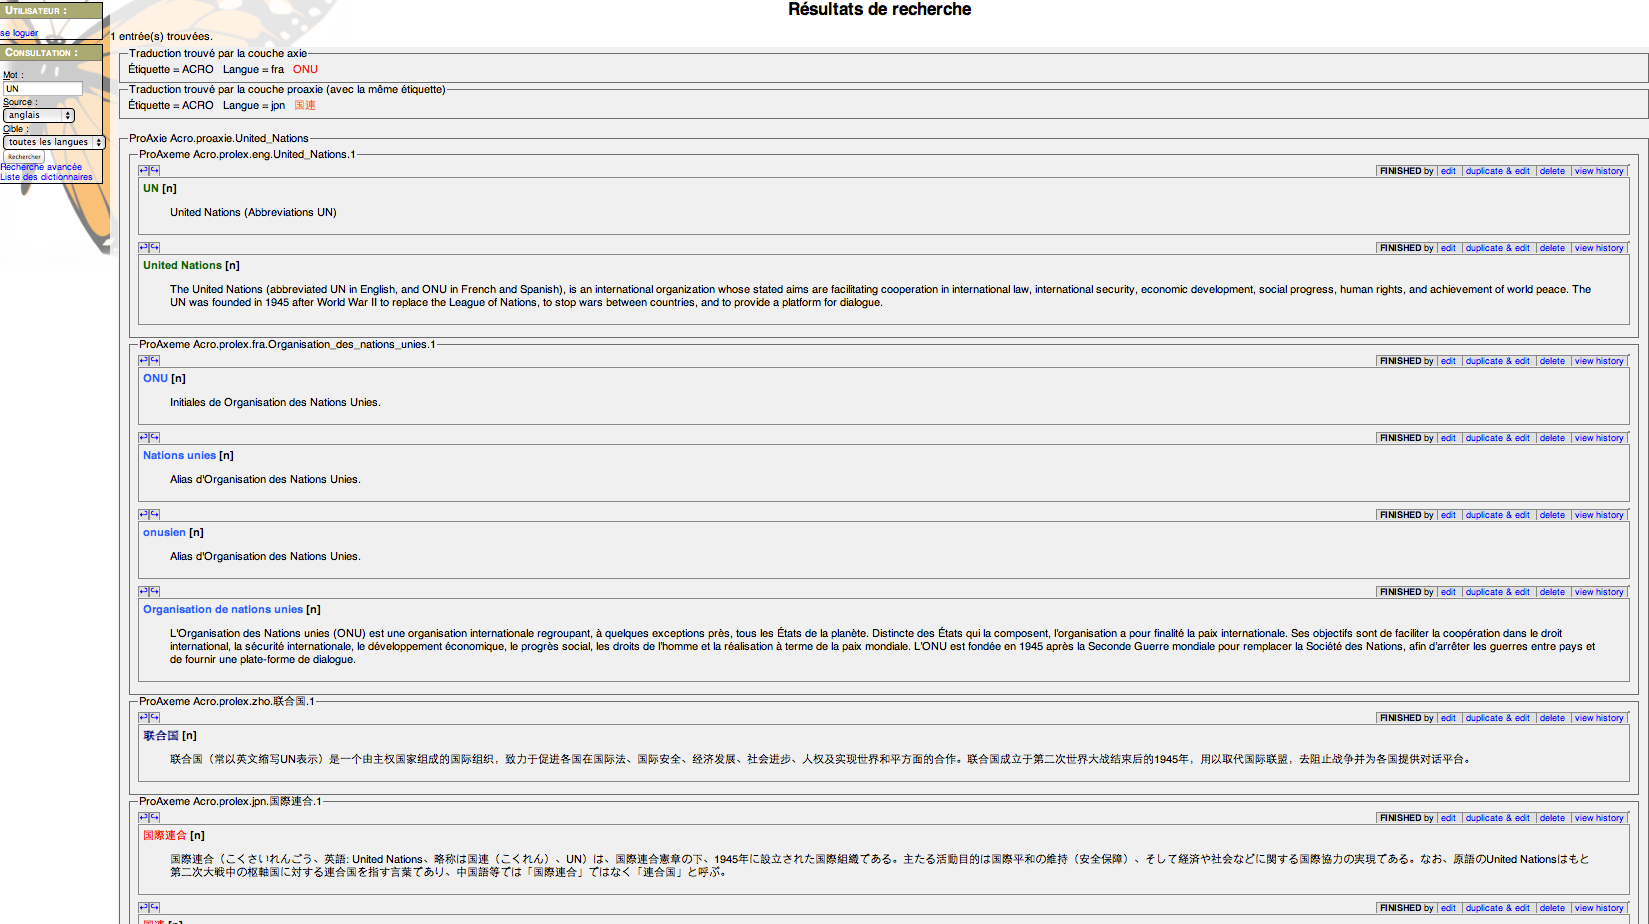 UTILISATEUR :
se loguer
CONSULTATION :
Mot :
UN
Source :
anglais
Cible :
toutes les langues
Rechercher
Recherche avancée
Liste des dictionnaires
Résultats de recherche
1 entrée(s) trouvées.
Traduction trouvé par la couche axie
Étiquette = ACRO Langue = fra ONU
Traduction trouvé par la couche proaxie (avec la même étiquette)
Étiquette = ACRO Langue = jpn 国連
ProAxie Acro.proaxie.United_Nations
ProAxeme Acro.prolex.eng.United_Nations.1
FINISHED by edit duplicate & edit delete view history
UN [n]
United Nations (Abbreviations UN)
FINISHED by edit duplicate & edit delete view history
United Nations [n]
The United Nations (abbreviated UN in English, and ONU in French and Spanish), is an international organization whose stated aims are facilitating cooperation in international law, international security, economic development, social progress, human rights, and achievement of world peace. The
UN was founded in 1945 after World War II to replace the League of Nations, to stop wars between countries, and to provide a platform for dialogue.
ProAxeme Acro.prolex.fra.Organisation_des_nations_unies.1
FINISHED by edit duplicate & edit delete view history
ONU [n]
Initiales de Organisation des Nations Unies.
FINISHED by edit duplicate & edit delete view history
Nations unies [n]
Alias d'Organisation des Nations Unies.
FINISHED by edit duplicate & edit delete view history
onusien [n]
Alias d'Organisation des Nations Unies.
FINISHED by edit duplicate & edit delete view history
Organisation de nations unies [n]
L'Organisation des Nations unies (ONU) est une organisation internationale regroupant, à quelques exceptions près, tous les États de la planète. Distincte des États qui la composent, l'organisation a pour finalité la paix internationale. Ses objectifs sont de faciliter la coopération dans le droit
international, la sécurité internationale, le développement économique, le progrès social, les droits de l'homme et la réalisation à terme de la paix mondiale. L'ONU est fondée en 1945 après la Seconde Guerre mondiale pour remplacer la Société des Nations, afin d'arrêter les guerres entre pays et
de fournir une plate-forme de dialogue.
ProAxeme Acro.prolex.zho.联合国.1
FINISHED by edit duplicate & edit delete view history
联合国 [n]
联合国（常以英文缩写UN表示）是一个由主权国家组成的国际组织，致力于促进各国在国际法、国际安全、经济发展、社会进步、人权及实现世界和平方面的合作。联合国成立于第二次世界大战结束后的1945年，用以取代国际联盟，去阻止战争并为各国提供对话平台。
ProAxeme Acro.prolex.jpn.国際連合.1
FINISHED by edit duplicate & edit delete view history
国際連合 [n]
国際連合（こくさいれんごう、英語: United Nations、略称は国連（こくれん）、UN）は、国際連合憲章の下、1945年に設立された国際組織である。主たる活動目的は国際平和の維持（安全保障）、そして経済や社会などに関する国際協力の実現である。なお、原語のUnited Nationsはもと
第二次大戦中の枢軸国に対する連合国を指す言葉であり、中国語等では「国際連合」ではなく「連合国」と呼ぶ。
FINISHED by edit duplicate & edit delete view history
国連 [n]